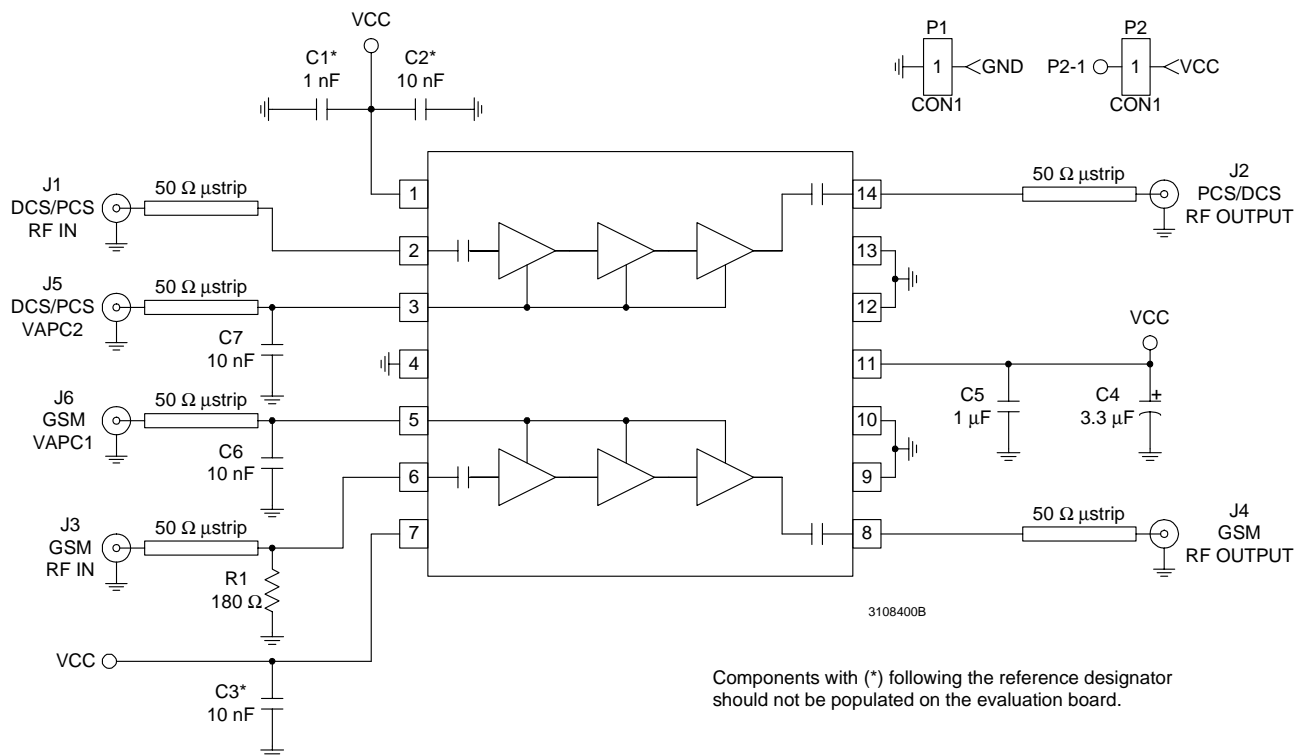 VCC
C1*
1 nF
C2*
10 nF
P1
1
GND
CON1
P2
P2-1
1
VCC
CON1
J1
DCS/PCS
RF IN
50 Ω µstrip
1
2
J5
DCS/PCS
VAPC2
50 Ω µstrip
3
C7
10 nF
4
J6
GSM
VAPC1
50 Ω µstrip
5
C6
10 nF
6
J3
GSM
RF IN
50 Ω µstrip
7
R1
180 Ω
VCC
C3*
10 nF
14
50 Ω µstrip
J2
PCS/DCS
RF OUTPUT
13
12
VCC
11
C5
1 µF
C4
+
3.3 µF
10
9
8
50 Ω µstrip
J4
GSM
RF OUTPUT
3108400B
Components with (*) following the reference designator
should not be populated on the evaluation board.